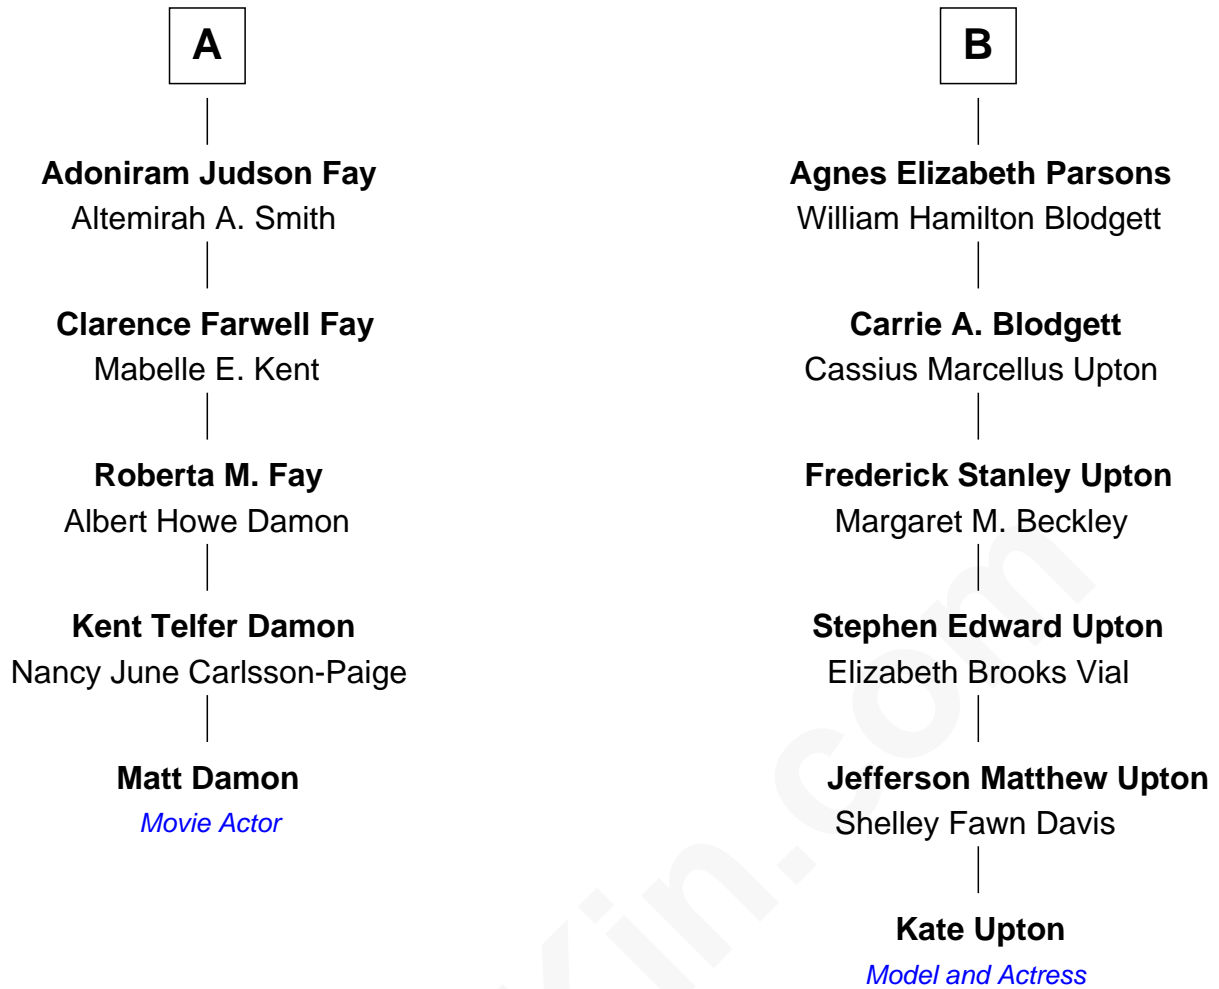 A
Adoniram Judson Fay
Altemirah A. Smith
Clarence Farwell Fay
Mabelle E. Kent
Roberta M. Fay
Albert Howe Damon
Kent Telfer Damon
Nancy June Carlsson-Paige
Matt Damon
Movie Actor
B
Agnes Elizabeth Parsons
William Hamilton Blodgett
Carrie A. Blodgett
Cassius Marcellus Upton
Frederick Stanley Upton
Margaret M. Beckley
Stephen Edward Upton
Elizabeth Brooks Vial
Jefferson Matthew Upton
Shelley Fawn Davis
Kate Upton
Model and Actress
Kin.com